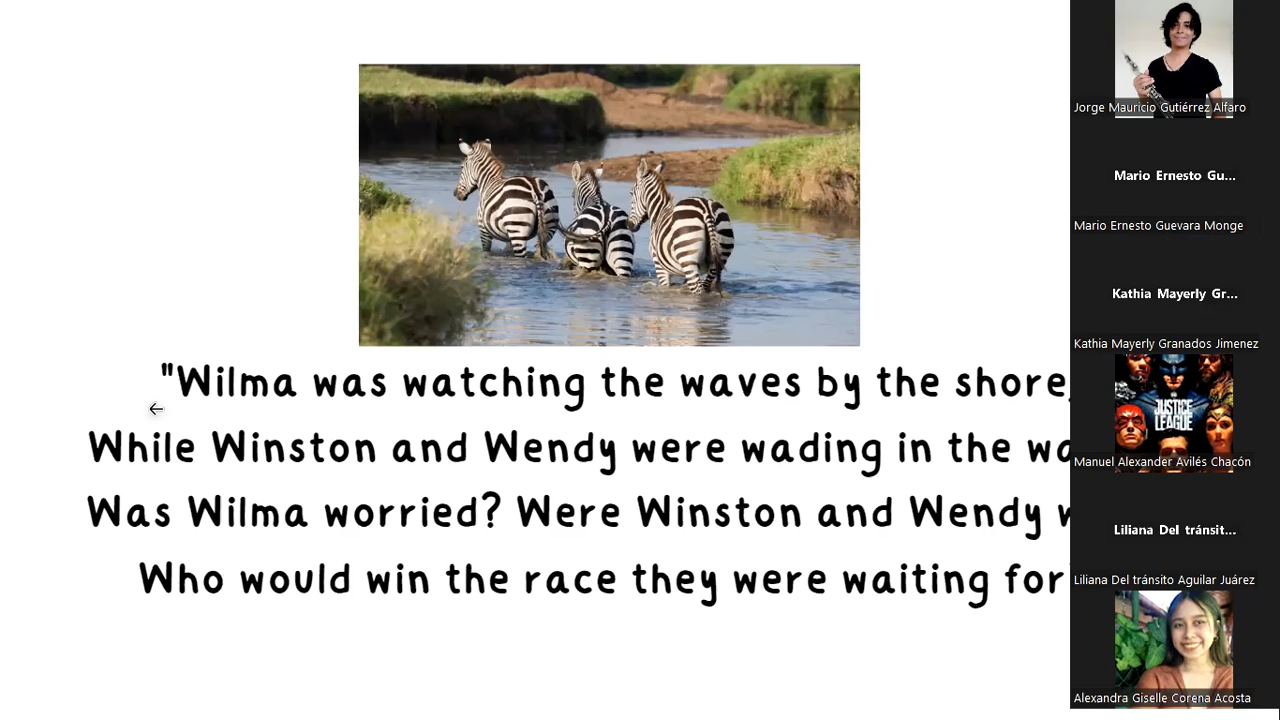 "Wilma was watching the waves by the shore,
While Winston and Wendy were wading in the
Was Wilma worried? Were Winston and Wendy
Who would win the race they were waiting for
Jorge Mauricio Gutiérrez Alfaro
Mario Ernesto Gu...
Mario Ernesto Guevara Monge
Kathia Mayerly Gr...
Kathia Mayerly Granados Jimenez
JUSTICE
LEAGUE
Manuel Alexander Avilés Chacón
Liliana Del tránsit...
Liliana Del tránsito Aguilar Juárez
Alexandra Giselle Corena Acosta